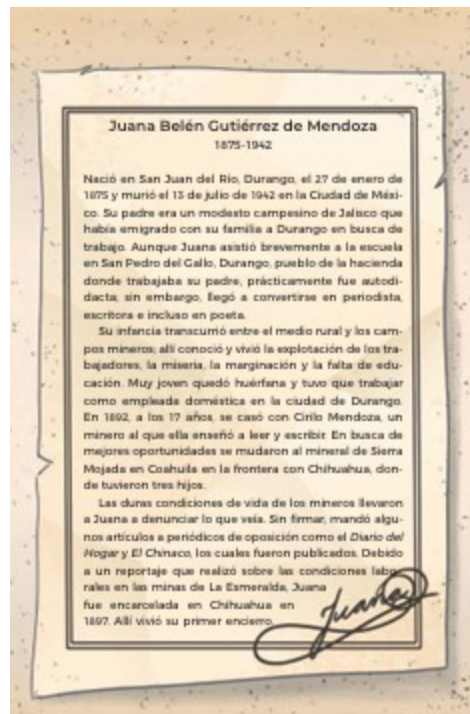 Juana Belén Gutiérrez de Mendoza
1875-1942
Nació en San Juan del Río, Durango, el 27 de enero de
1875 y murió el 13 de julio de 1942 en la Ciudad de Méxi-
co. Su padre era un modesto campesino de Jalisco que
había emigrado con su familia a Durango en busca de
trabajo. Aunque Juana asistió brevemente a la escuela
en San Pedro del Gallo, Durango, pueblo de la hacienda
donde trabajaba su padre, prácticamente fue autodi-
dacta; sin embargo, llegó a convertirse en periodista,
escritora e incluso en poeta.
Su infancia transcurrió entre el medio rural y los cam-
pos mineros; allí conoció y vivió la explotación de los tra-
bajadores, la miseria, la marginación y la falta de edu-
cación. Muy joven quedó huérfana y tuvo que trabajar
como empleada doméstica en la ciudad de Durango.
En 1892, a los 17 años, se casó con Cirilo Mendoza, un
minero al que ella enseñó a leer y escribir. En busca de
mejores oportunidades se mudaron al mineral de Sierra
Mojada en Coahuila en la frontera con Chihuahua, don-
de tuvieron tres hijos.
Las duras condiciones de vida de los mineros llevaron
a Juana a denunciar lo que veía. Sin firmar, mandó algu-
nos artículos a periódicos de oposición como el Diario del
Hogar y El Chinaco, los cuales fueron publicados. Debido
a un reportaje que realizó sobre las condiciones labo-
rales en las minas de La Esmeralda, Juana
fue encarcelada en Chihuahua en
1897. Allí vivió su primer encierro.
Juana